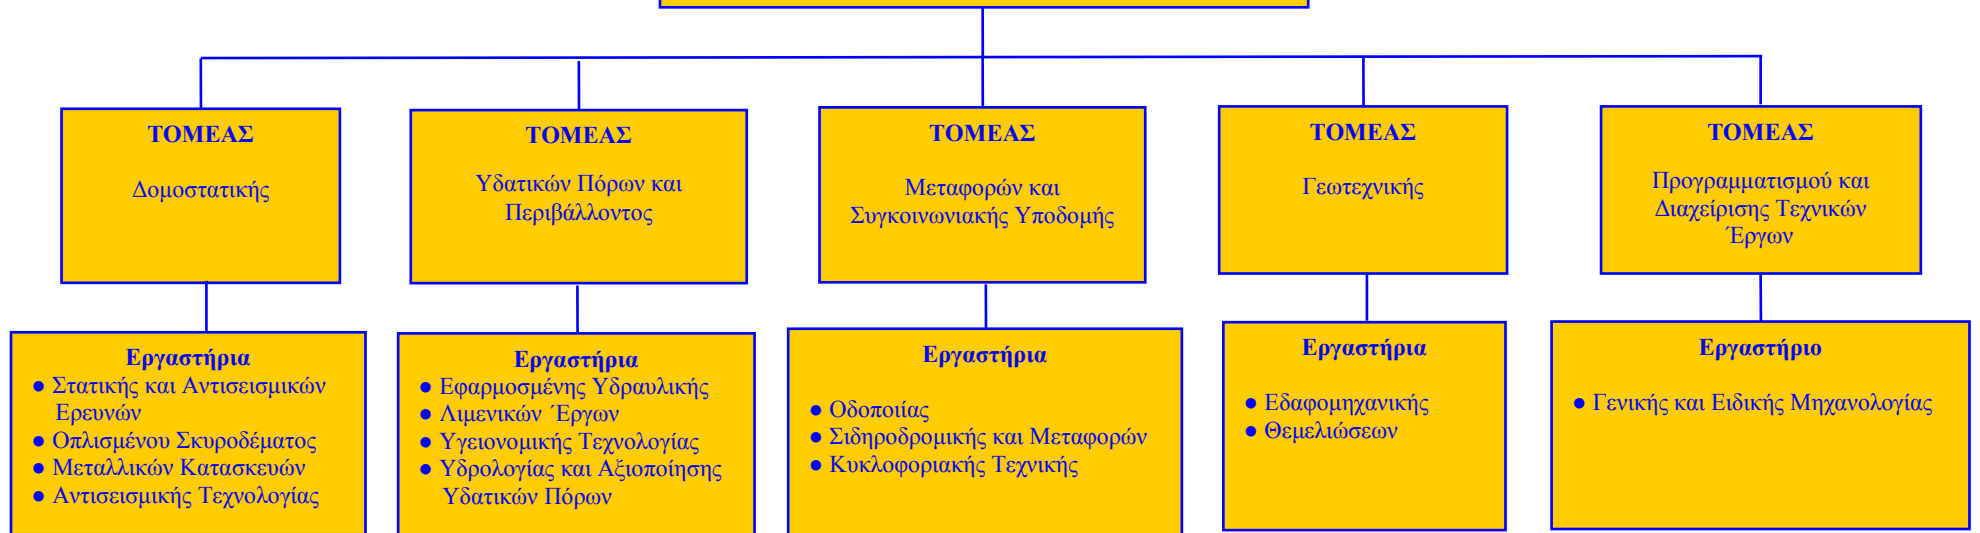 ΤΟΜΕΑΣ
Δομοστατικής
ΤΟΜΕΑΣ
Υδατικών Πόρων και
Περιβάλλοντος
ΤΟΜΕΑΣ
Μεταφορών και
Συγκοινωνιακής Υποδομής
ΤΟΜΕΑΣ
Γεωτεχνικής
ΤΟΜΕΑΣ
Προγραμματισμού και
Διαχείρισης Τεχνικών
Έργων
Εργαστήρια
● Στατικής και Αντισεισμικών
Ερευνών
● Οπλισμένου Σκυροδέματος
● Μεταλλικών Κατασκευών
● Αντισεισμικής Τεχνολογίας
Εργαστήρια
● Εφαρμοσμένης Υδραυλικής
● Λιμενικών Έργων
● Υγειονομικής Τεχνολογίας
● Υδρολογίας και Αξιοποίησης
Υδατικών Πόρων
Εργαστήρια
● Οδοποιίας
● Σιδηροδρομικής και Μεταφορών
● Κυκλοφοριακής Τεχνικής
Εργαστήρια
● Εδαφομηχανικής
● Θεμελιώσεων
Εργαστήριο
● Γενικής και Ειδικής Μηχανολογίας